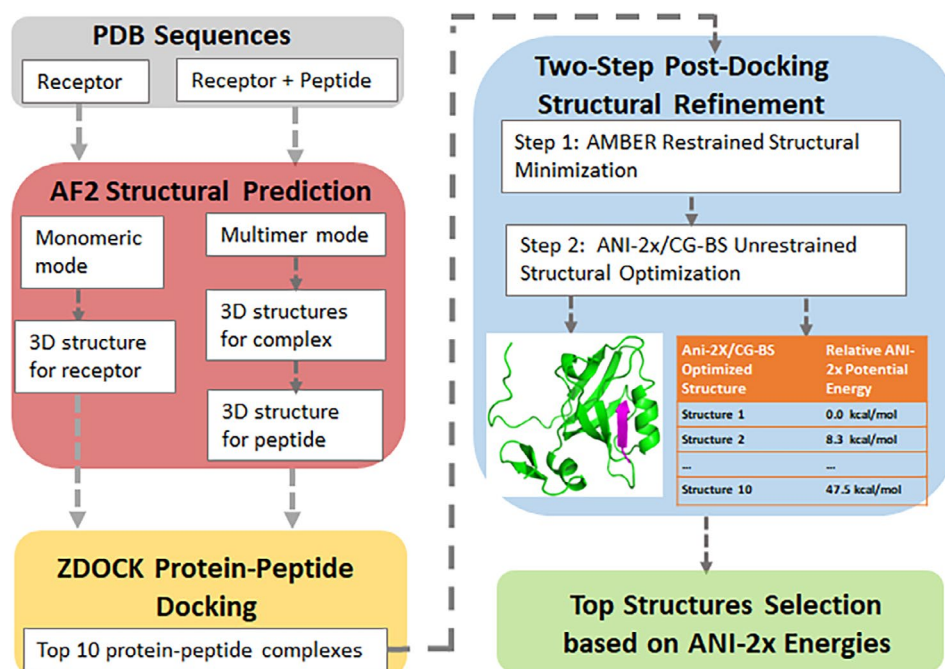 PDB Sequences
Receptor
Receptor + Peptide
AF2 Structural Prediction
Monomeric
mode
3D structure
for receptor
Multimer mode
3D structures
for complex
3D structure
for peptide
ZDOCK Protein-Peptide
Docking
Top 10 protein-peptide complexes
Two-Step Post-Docking
Structural Refinement
Step 1: AMBER Restrained Structural
Minimization
Step 2: ANI-2x/CG-BS Unrestrained
Structural Optimization
Ani-2X/CG-BS
Optimized
Structure
Relative ANI-
2x Potential
Energy
Structure 1 0.0 kcal/mol
Structure 2 8.3 kcal/mol
... ...
Structure 10 47.5 kcal/mol
Top Structures Selection
based on ANI-2x Energies